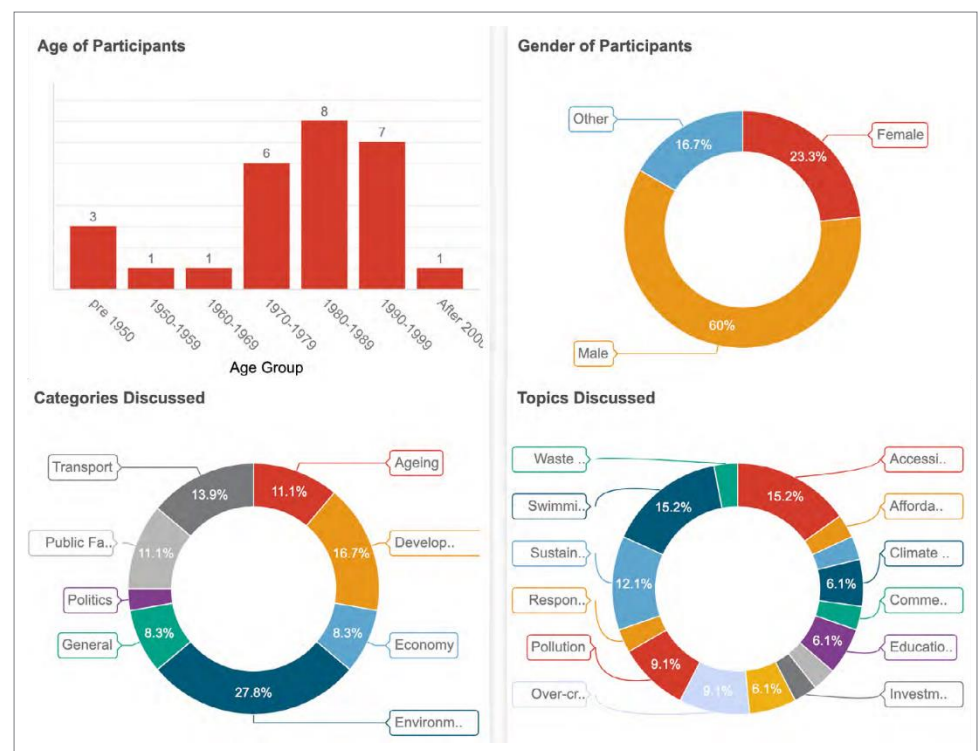 Age of Participants
3
1
1
6
8
7
1
pre 1950
1950-1959
1960-1969
1970-1979
1980-1989
1990-1999
After 2000
Age Group
Gender of Participants
Other
Female
16.7%
23.3%
60%
Male
Categories Discussed
Transport
Ageing
13.9%
11.1%
Public Fa..
11.1%
16.7%
Develop..
Politics
General
8.3%
8.3%
Economy
27.8%
Environm..
Topics Discussed
Waste ..
Accessi..
Swimmi..
15.2%
15.2%
Afforda..
Sustain..
12.1%
6.1%
Climate ..
Respon..
Comme..
Pollution
9.1%
6.1%
Educatio..
Over-cr..
9.1%
6.1%
Investm..